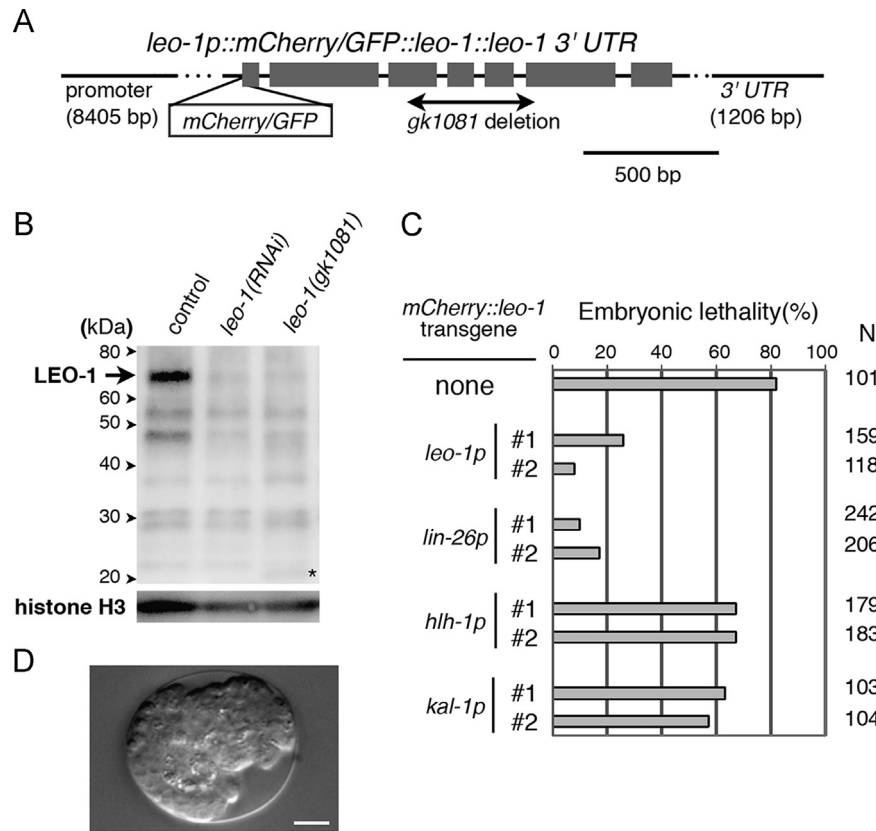 A
leo-1p::mCherry/GFP::leo-1::leo-1 3' UTR
promoter
(8405 bp)
mCherry/GFP
gk1081 deletion
3' UTR
(1206 bp)
500 bp
B
control
leo-1(RNAi)
leo-1(gk1081)
(kDa)
80
LEO-1
60
50
40
30
20
*
histone H3
C
mCherry::leo-1
transgene
Embryonic lethality(%)
N
0 20 40 60 80 100
none 101
leo-1p
#1 159
#2 118
lin-26p
#1 242
#2 206
hlh-1p
#1 179
#2 183
kal-1p
#1 103
#2 104
D